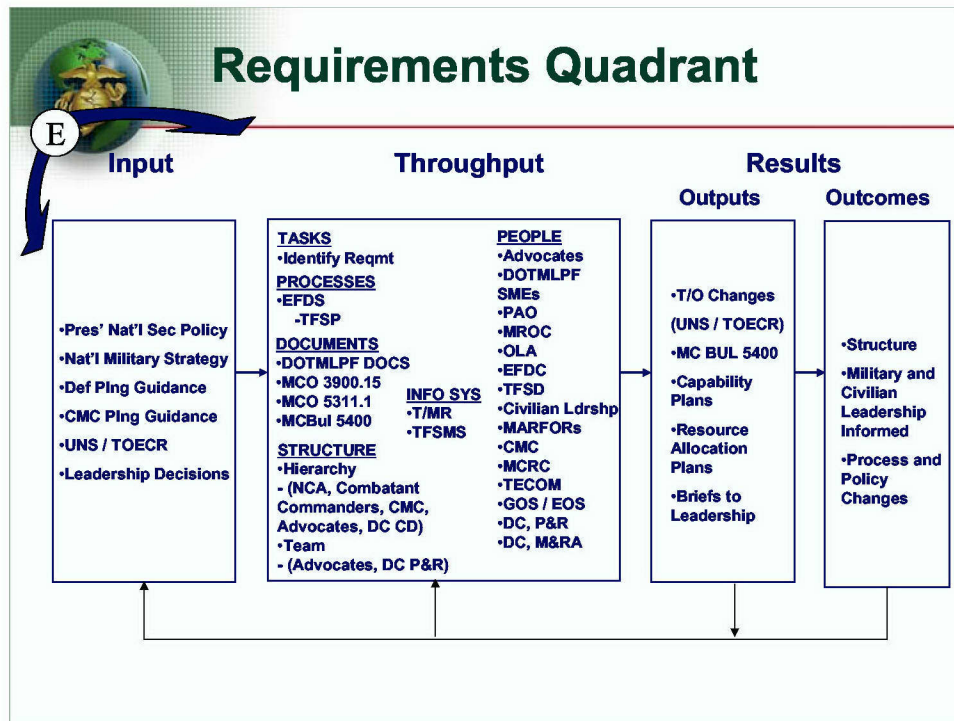 Requirements Quadrant
E
Input
Throughput
Results
Outputs
Outcomes
•Pres' Nat'l Sec Policy
•Nat'l Military Strategy
•Def Plng Guidance
•CMC Plng Guidance
•UNS / TOECR
•Leadership Decisions
TASKS
•Identify Reqmt
PROCESSES
•EFDS
-TFSP
DOCUMENTS
•DOTMLPF DOCS
•MCO 3900.15
•MCO 5311.1
•MCBul 5400
STRUCTURE
•Hierarchy
- (NCA, Combatant
Commanders, CMC,
Advocates, DC CD)
•Team
- (Advocates, DC P&R)
INFO SYS
•T/MR
•TFSMS
PEOPLE
•Advocates
•DOTMLPF
SMEs
•PAO
•MROC
•OLA
•EFDC
•TFSD
•Civilian Ldrshp
•MARFORs
•CMC
•MCRC
•TECOM
•GOS / EOS
•DC, P&R
•DC, M&RA
•T/O Changes
(UNS / TOECR)
•MC BUL 5400
•Capability
Plans
•Resource
Allocation
Plans
•Briefs to
Leadership
•Structure
•Military and
Civilian
Leadership
Informed
•Process and
Policy
Changes